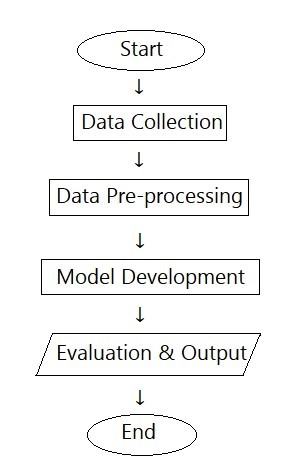 Start
↓
Data Collection
↓
Data Pre-processing
↓
Model Development
↓
Evaluation & Output
↓
End